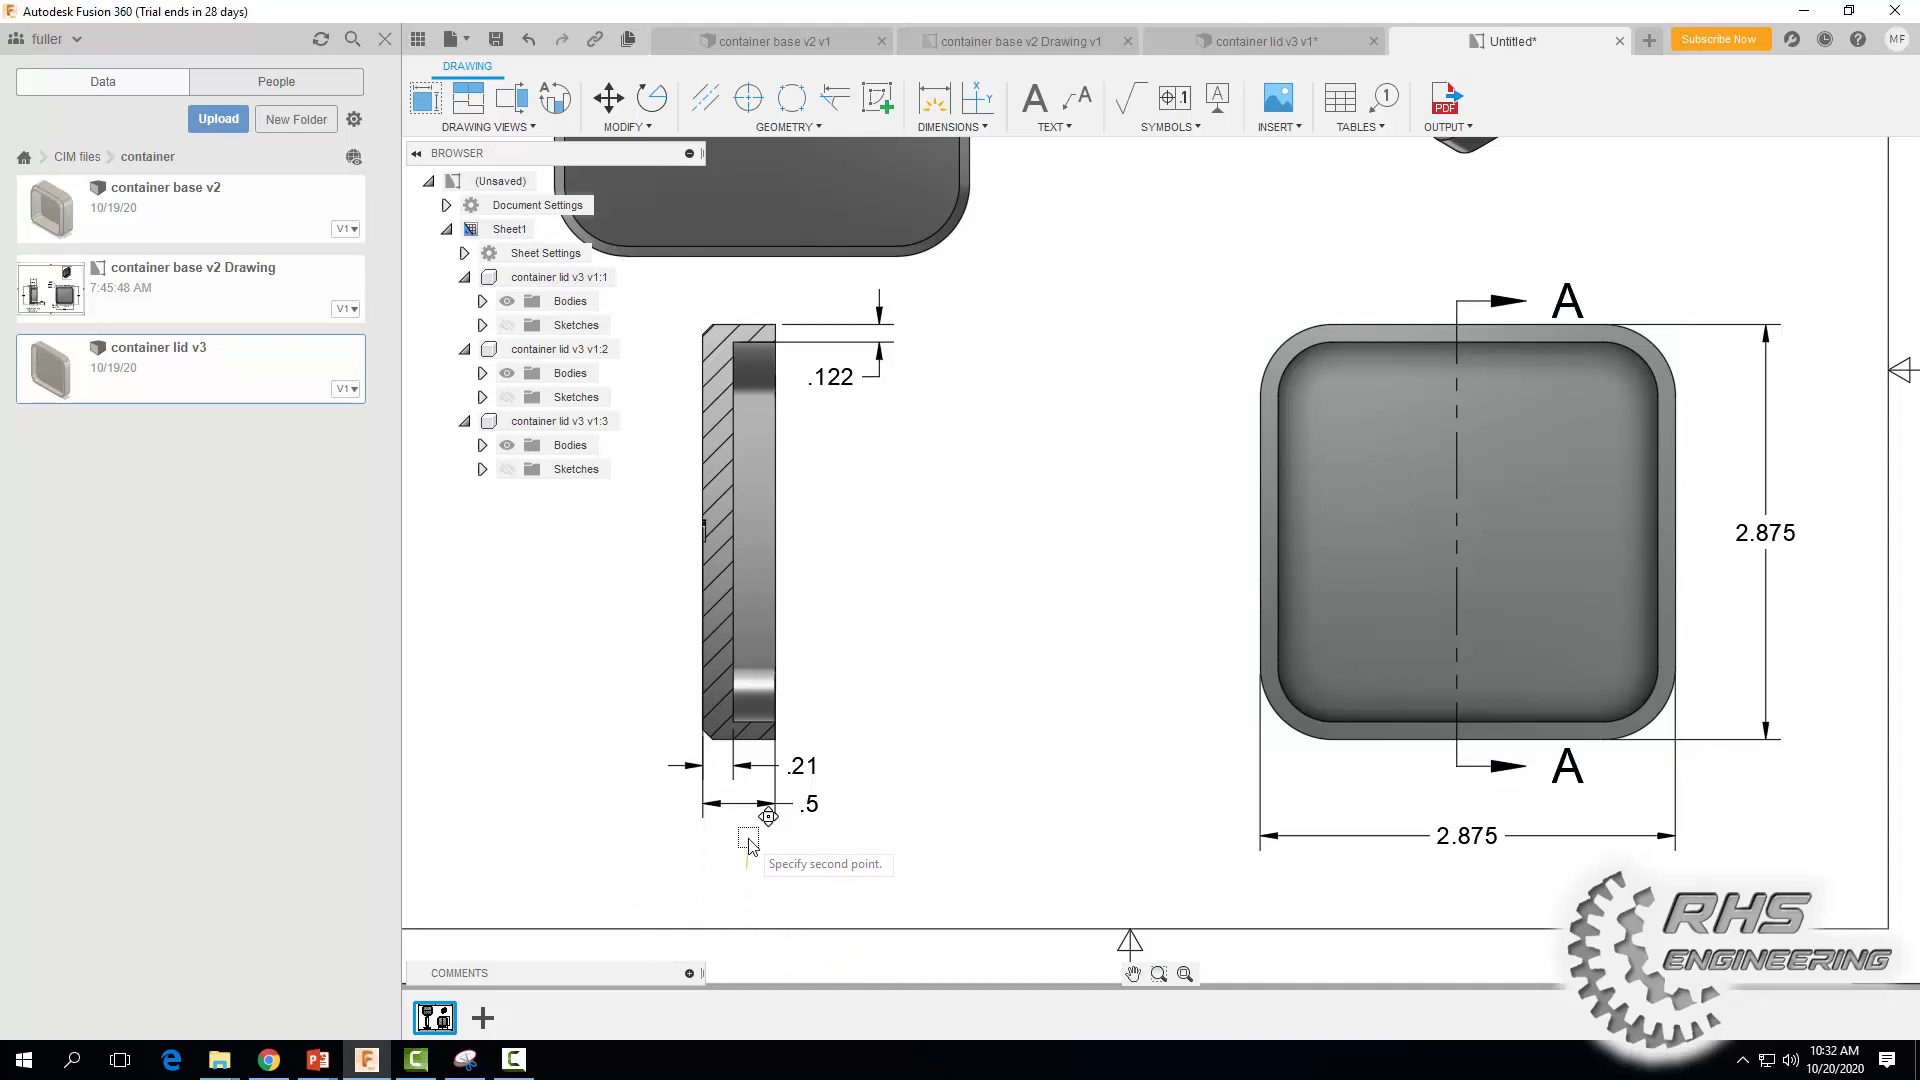 Autodesk Fusion 360 (Trial ends in 28 days)
fuller
container base v2 v1
container base v2 Drawing v1
container lid v3 v1*
Untitled*
Subscribe Now
MF
Data
People
DRAWING
Upload
New Folder
DRAWING VIEWS
MODIFY
GEOMETRY
DIMENSIONS
TEXT
SYMBOLS
INSERT
TABLES
OUTPUT
CIM files
container
container base v2
10/19/20
V1
container base v2 Drawing
7:45:48 AM
V1
container lid v3
10/19/20
V1
BROWSER
(Unsaved)
Document Settings
Sheet1
Sheet Settings
container lid v3 v1:1
Bodies
Sketches
container lid v3 v1:2
Bodies
Sketches
container lid v3 v1:3
Bodies
Sketches
.122
.21
.5
Specify second point.
A
A
2.875
2.875
RHS
ENGINEERING
COMMENTS
10:32 AM
10/20/2020